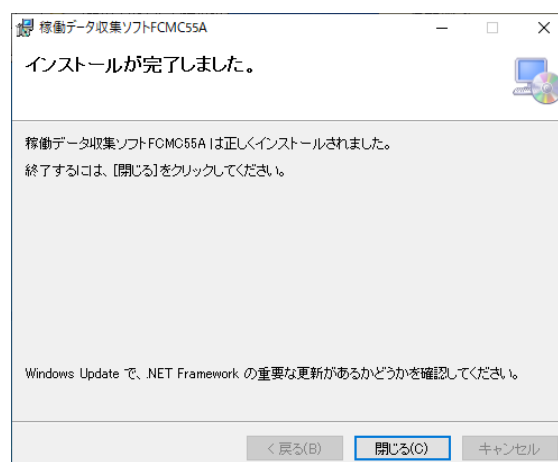 稼働データ収集ソフトFCMC55A
インストールが完了しました。
稼働データ収集ソフトFCMC55A は正しくインストールされました。
終了するには、[閉じる]をクリックしてください。
Windows Update で、.NET Framework の重要な更新があるかどうかを確認してください。
< 戻る(B)
閉じる(C)
キャンセル